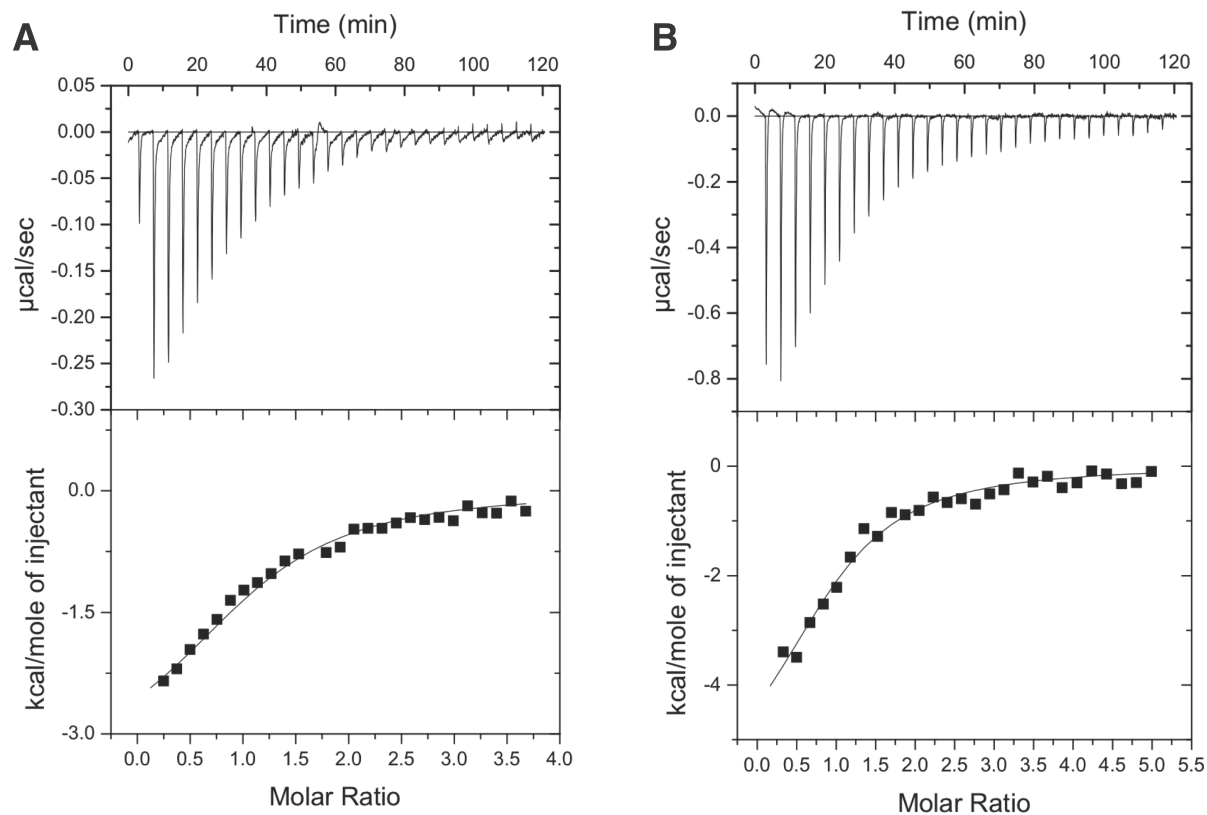 A
Time (min)
0 20 40 60 80 100 120
0.05
0.00
-0.05
-0.10
-0.15
-0.20
-0.25
-0.30
µcal/sec
0.0
-1.5
-3.0
kcal/mole of injectant
0.0 0.5 1.0 1.5 2.0 2.5 3.0 3.5 4.0
Molar Ratio
B
Time (min)
0 20 40 60 80 100 120
0.0
-0.2
-0.4
-0.6
-0.8
µcal/sec
0
-2
-4
kcal/mole of injectant
0.0 0.5 1.0 1.5 2.0 2.5 3.0 3.5 4.0 4.5 5.0 5.5
Molar Ratio